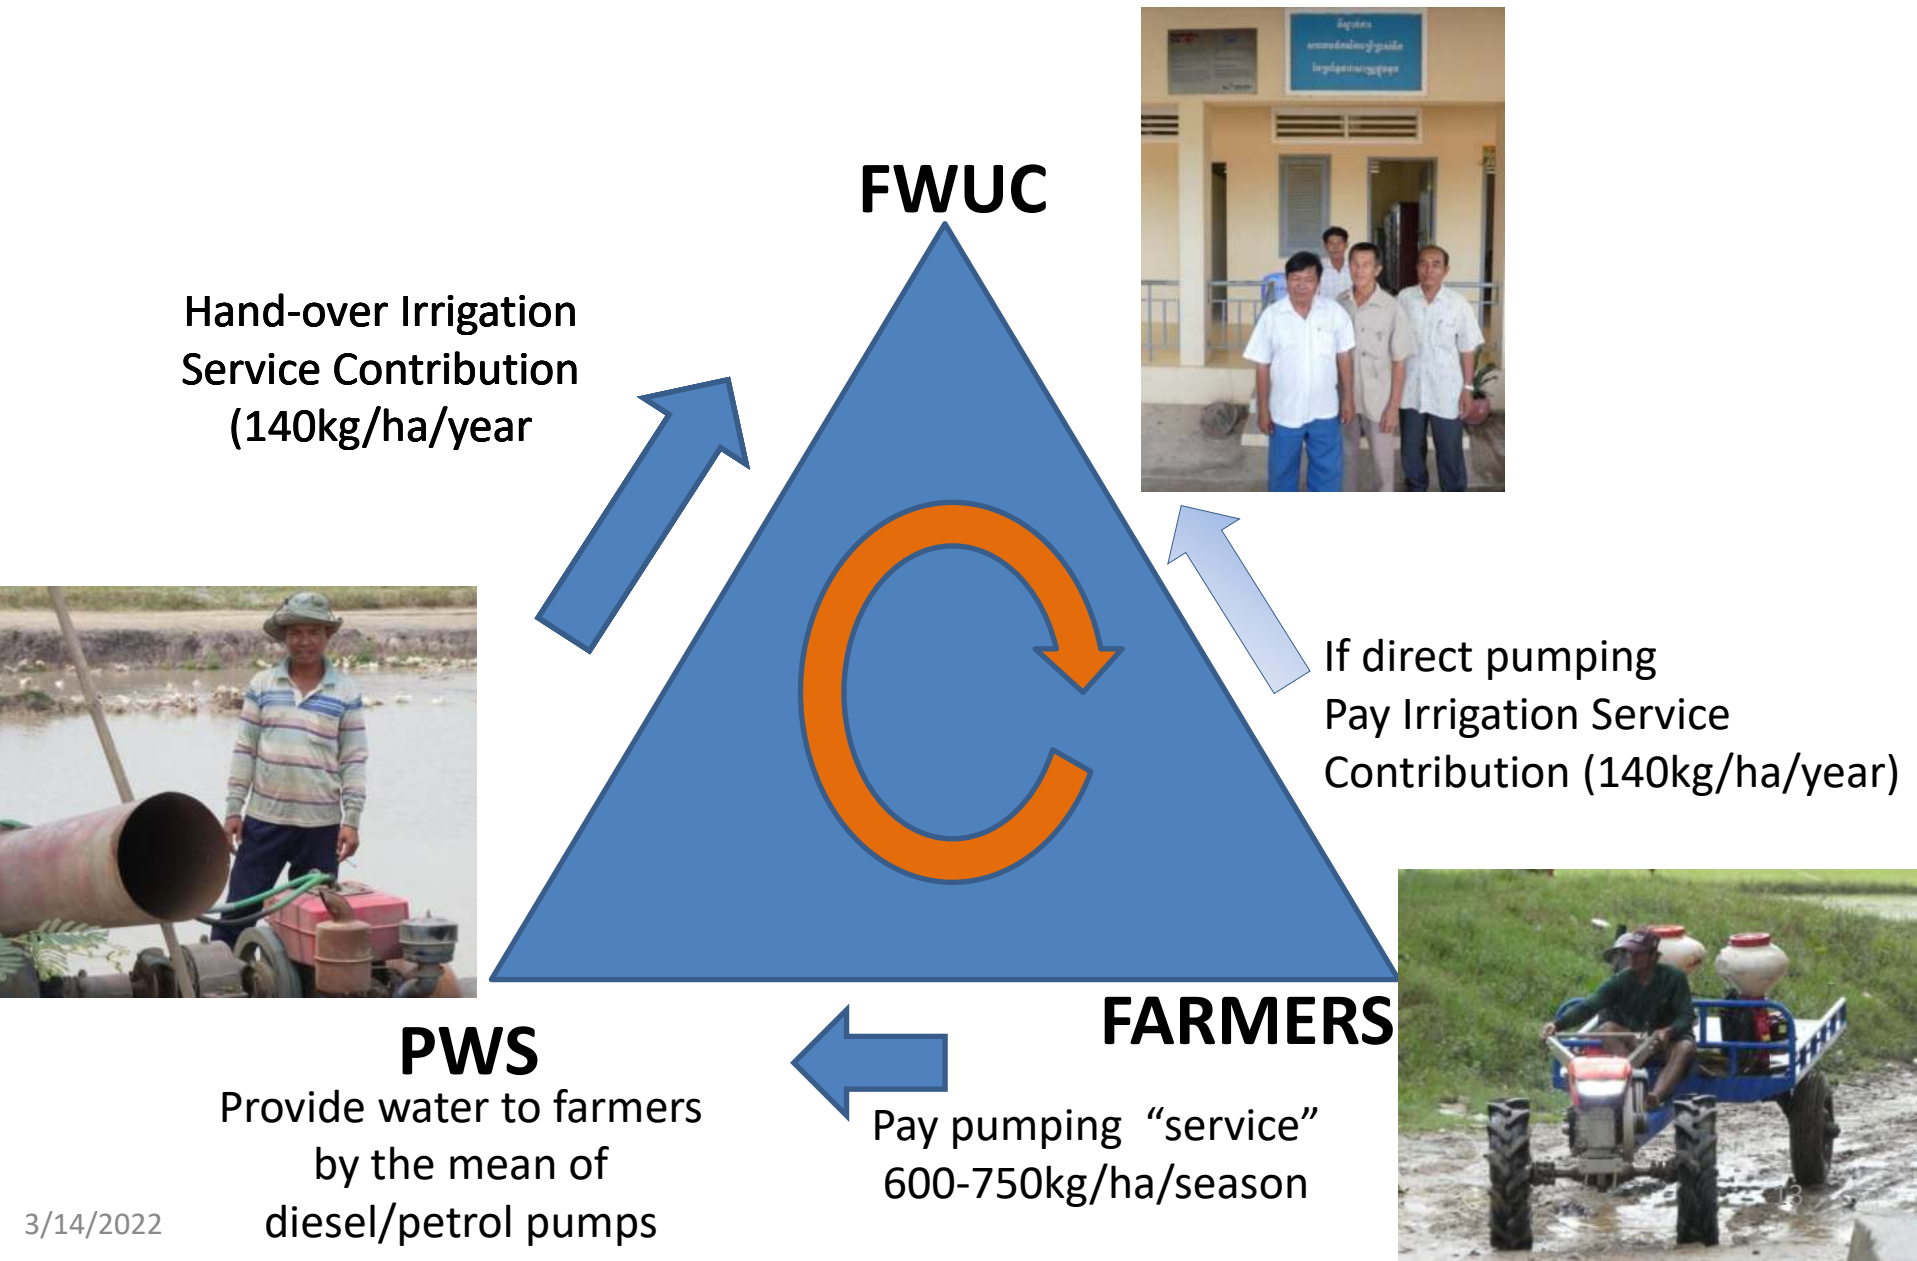 FWUC
Hand-over Irrigation
Service Contribution
(140kg/ha/year
If direct pumping
Pay Irrigation Service
Contribution (140kg/ha/year)
FARMERS
PWS
Provide water to farmers
by the mean of
diesel/petrol pumps
Pay pumping “service”
600-750kg/ha/season
3/14/2022
13